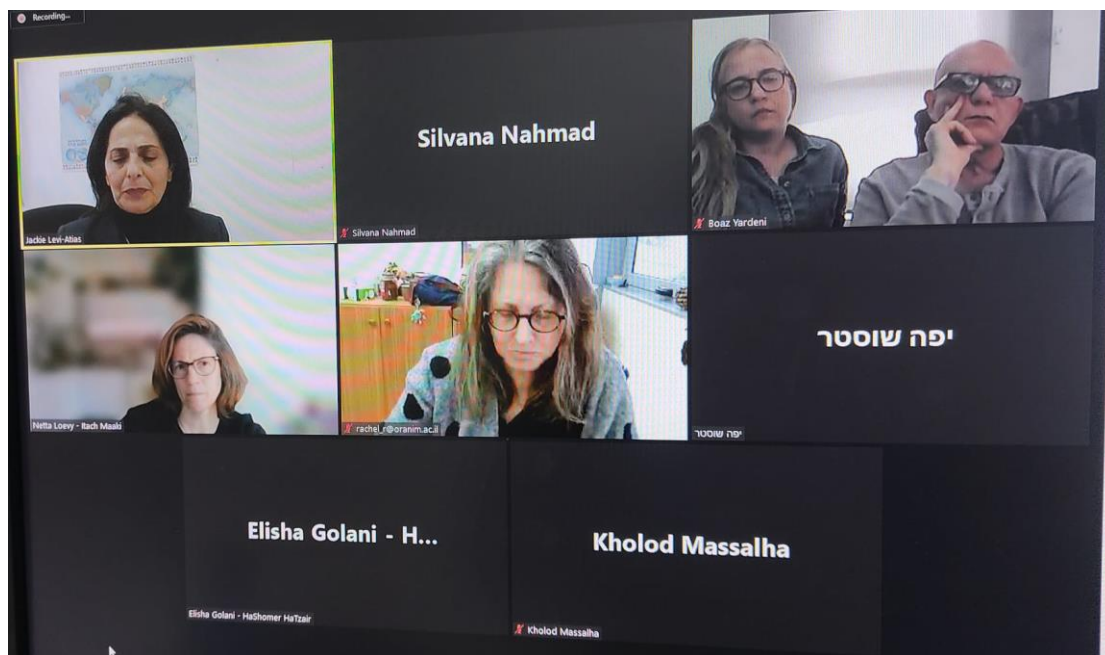 Recording...
Jackie Levi-Atias
Silvana Nahmad
Silvana Nahmad
Boaz Yardeni
Netta Loevy - Itach Maaki
rachel_r@oranim.ac.il
יפה שוסטר
יפה שוסטר
Elisha Golani - H...
Elisha Golani - HaShomer HaTzair
Kholod Massalha
Kholod Massalha